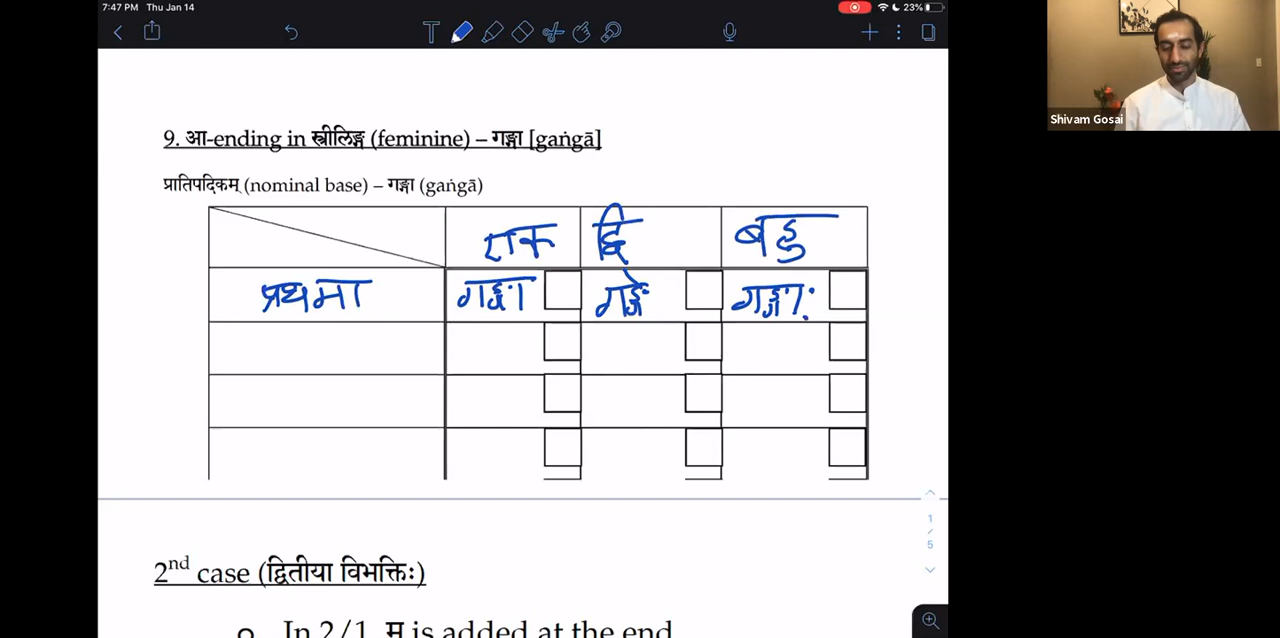 7:47 PM Thu Jan 14
23%
Shivam Gosai
9. आ-ending in स्त्रीलिङ्ग (feminine) – गङ्गा [gaṅgā]
प्रातिपदिकम् (nominal base) – गङ्गा (gaṅgā)
एक द्वि बहु
प्रथमा गङ्गा गङ्गे गङ्गाः
2nd case (द्वितीया विभक्तिः)
o In 2/1, म् is added at the end
1
/
5